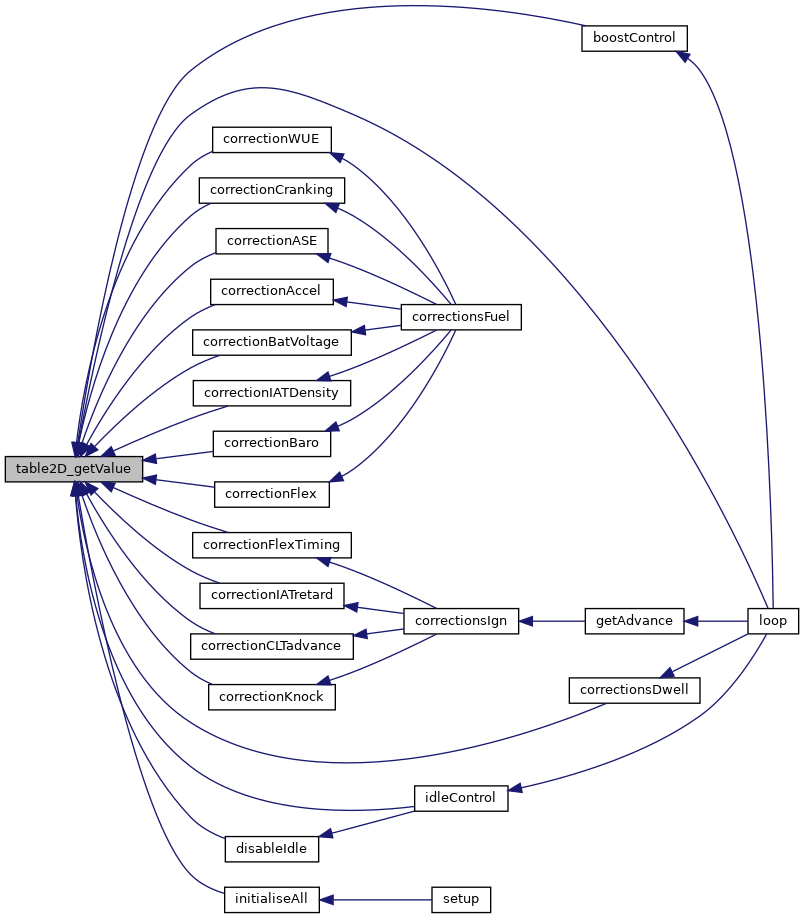 boostControl
correctionWUE
correctionCranking
correctionASE
correctionAccel
correctionsFuel
correctionBatVoltage
correctionIATDensity
correctionBaro
table2D_getValue
correctionFlex
correctionFlexTiming
correctionIATretard
correctionsIgn
getAdvance
loop
correctionCLTadvance
correctionKnock
correctionsDwell
idleControl
disableIdle
initialiseAll
setup